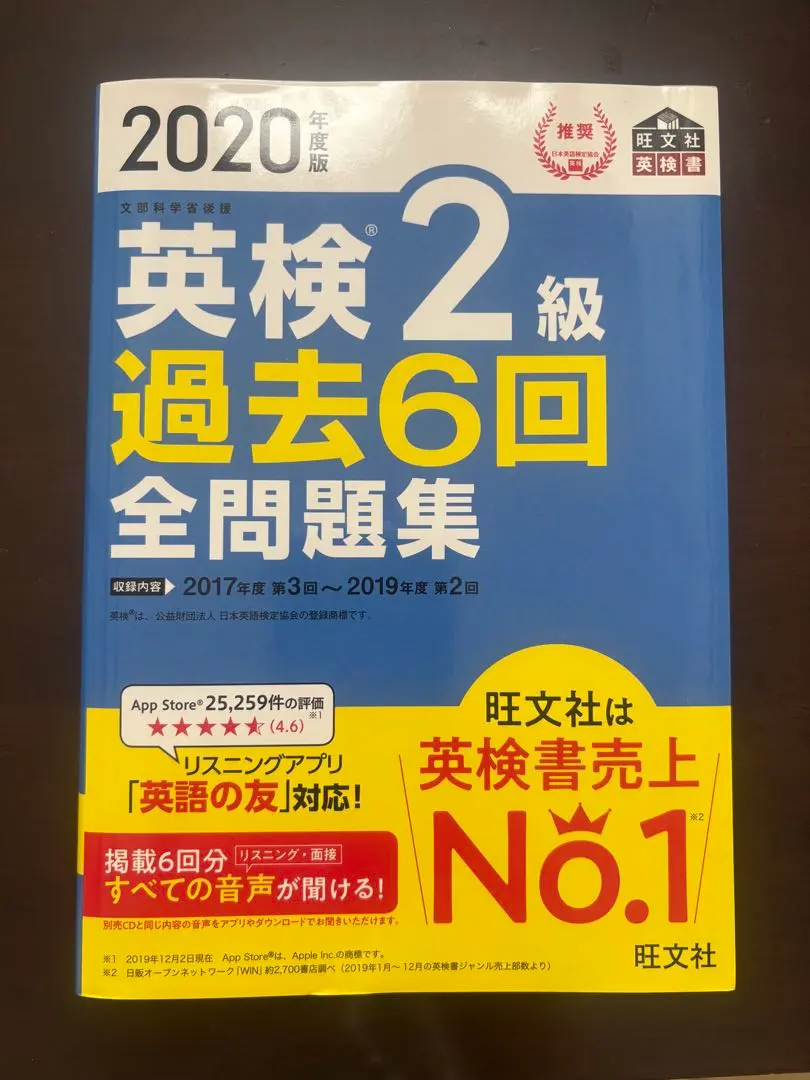 2020年度版
推奨
日本英語検定協会
英検
旺文社
英検書
文部科学省後援
英検®2級
過去6回
全問題集
収録内容 2017年度 第3回〜2019年度 第2回
英検®は、公益財団法人 日本英語検定協会の登録商標です。
App Store® 25,259件の評価
★★★★★ (4.6) ※1
リスニングアプリ
「英語の友」対応!
掲載6回分 リスニング・面接
すべての音声が聞ける!
別売CDと同じ内容の音声をアプリやダウンロードでお聞きいただけます。
旺文社は
英検書売上
No.1 ※2
※1 2019年12月2日現在 App Store®は、Apple Inc.の商標です。
※2 日販オープンネットワーク「WIN」約2,700書店調べ(2019年1月〜12月の英検書ジャンル売上部数より)
旺文社